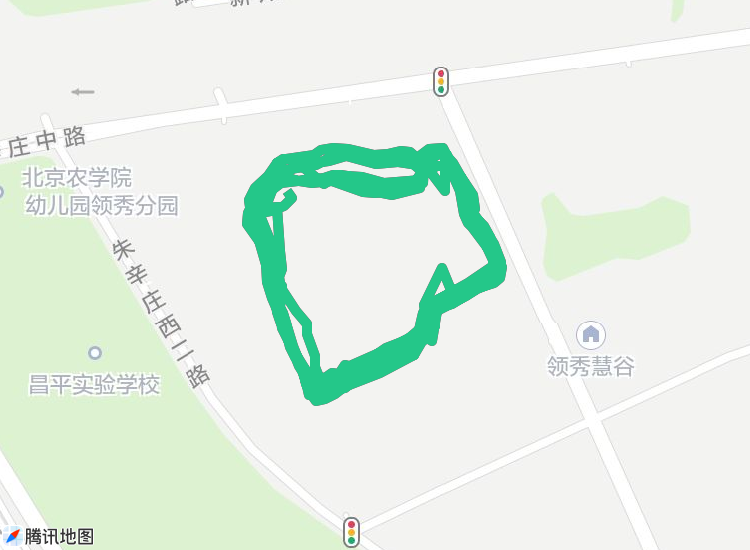 庄中路
北京农学院
幼儿园领秀分园
朱辛庄西二路
昌平实验学校
领秀慧谷
腾讯地图